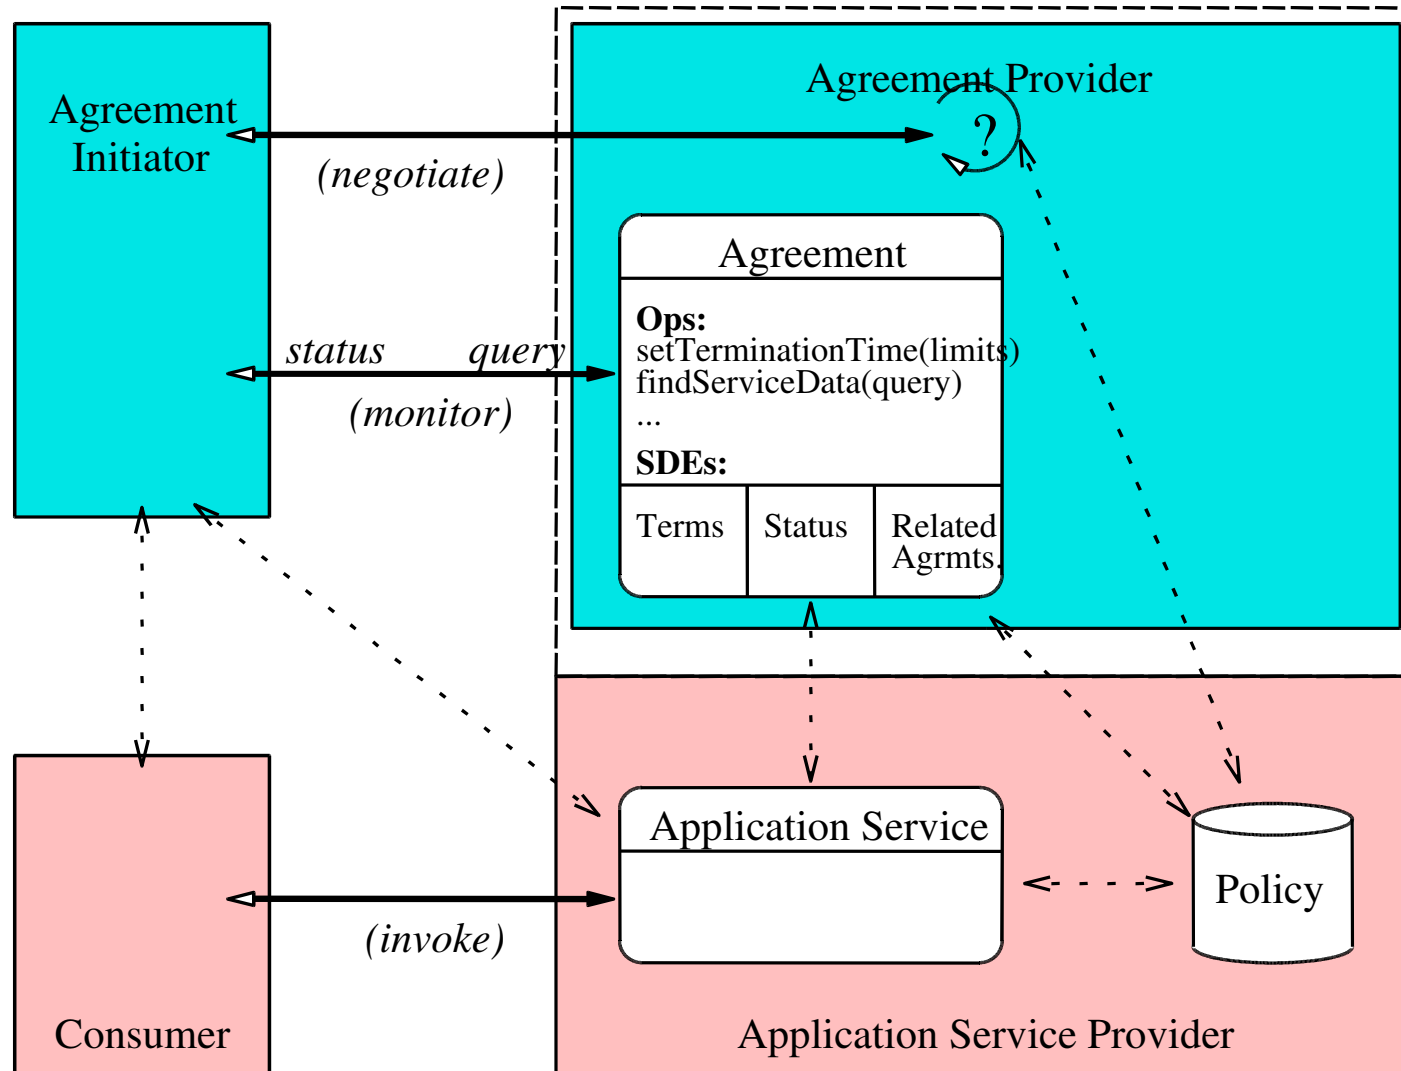 Agreement Provider
Agreement
Initiator
?
(negotiate)
Agreement
Ops:
setTerminationTime(limits)
findServiceData(query)
...
SDEs:
status query
(monitor)
Terms
Status
Related
Agrmts.
Application Service
Policy
(invoke)
Consumer
Application Service Provider